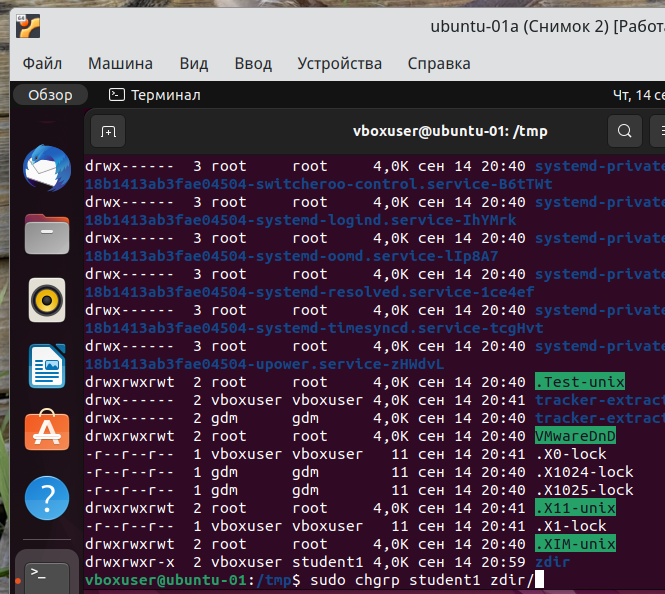 64
ubuntu-01a (Снимок 2) [Работа
Файл Машина Вид Ввод Устройства Справка
Обзор Терминал Чт, 14 се
vboxuser@ubuntu-01: /tmp
drwx------ 3 root root 4,0K сен 14 20:40 systemd-private
18b1413ab3fae04504-switcheroo-control.service-B6tTWt
drwx------ 3 root root 4,0K сен 14 20:40 systemd-private
18b1413ab3fae04504-systemd-logind.service-IhYMrk
drwx------ 3 root root 4,0K сен 14 20:40 systemd-private
18b1413ab3fae04504-systemd-oomd.service-lIp8A7
drwx------ 3 root root 4,0K сен 14 20:40 systemd-private
18b1413ab3fae04504-systemd-resolved.service-1ce4ef
drwx------ 3 root root 4,0K сен 14 20:40 systemd-private
18b1413ab3fae04504-systemd-timesyncd.service-tcgHvt
drwx------ 3 root root 4,0K сен 14 20:40 systemd-private
18b1413ab3fae04504-upower.service-zHWdvL
drwxrwxrwt 2 root root 4,0K сен 14 20:40 .Test-unix
drwx------ 2 vboxuser vboxuser 4,0K сен 14 20:41 tracker-extract
drwx------ 2 gdm gdm 4,0K сен 14 20:40 tracker-extract
drwxrwxrwt 2 root root 4,0K сен 14 20:40 VMwareDnD
-r--r--r-- 1 vboxuser vboxuser 11 сен 14 20:41 .X0-lock
-r--r--r-- 1 gdm gdm 11 сен 14 20:40 .X1024-lock
-r--r--r-- 1 gdm gdm 11 сен 14 20:40 .X1025-lock
drwxrwxrwt 2 root root 4,0K сен 14 20:41 .X11-unix
-r--r--r-- 1 vboxuser vboxuser 11 сен 14 20:41 .X1-lock
drwxrwxrwt 2 root root 4,0K сен 14 20:40 .XIM-unix
drwxrwxr-x 2 vboxuser student1 4,0K сен 14 20:59 zdir
vboxuser@ubuntu-01:/tmp$ sudo chgrp student1 zdir/